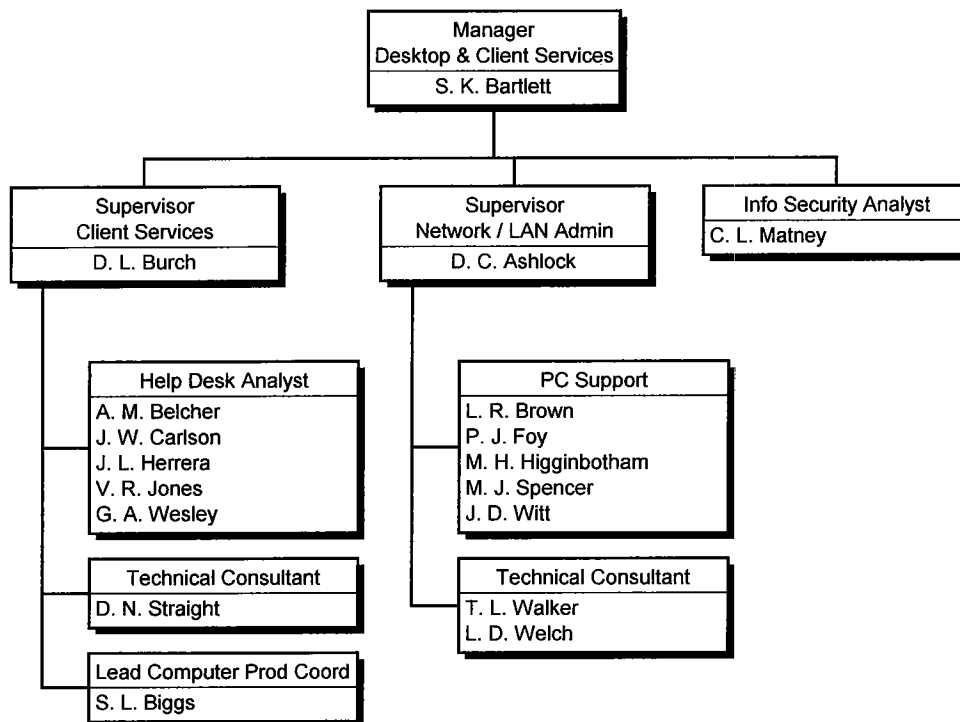 Manager
Desktop & Client Services
S. K. Bartlett
Supervisor
Client Services
D. L. Burch
Supervisor
Network / LAN Admin
D. C. Ashlock
Info Security Analyst
C. L. Matney
Help Desk Analyst
A. M. Belcher
J. W. Carlson
J. L. Herrera
V. R. Jones
G. A. Wesley
Technical Consultant
D. N. Straight
Lead Computer Prod Coord
S. L. Biggs
PC Support
L. R. Brown
P. J. Foy
M. H. Higginbotham
M. J. Spencer
J. D. Witt
Technical Consultant
T. L. Walker
L. D. Welch